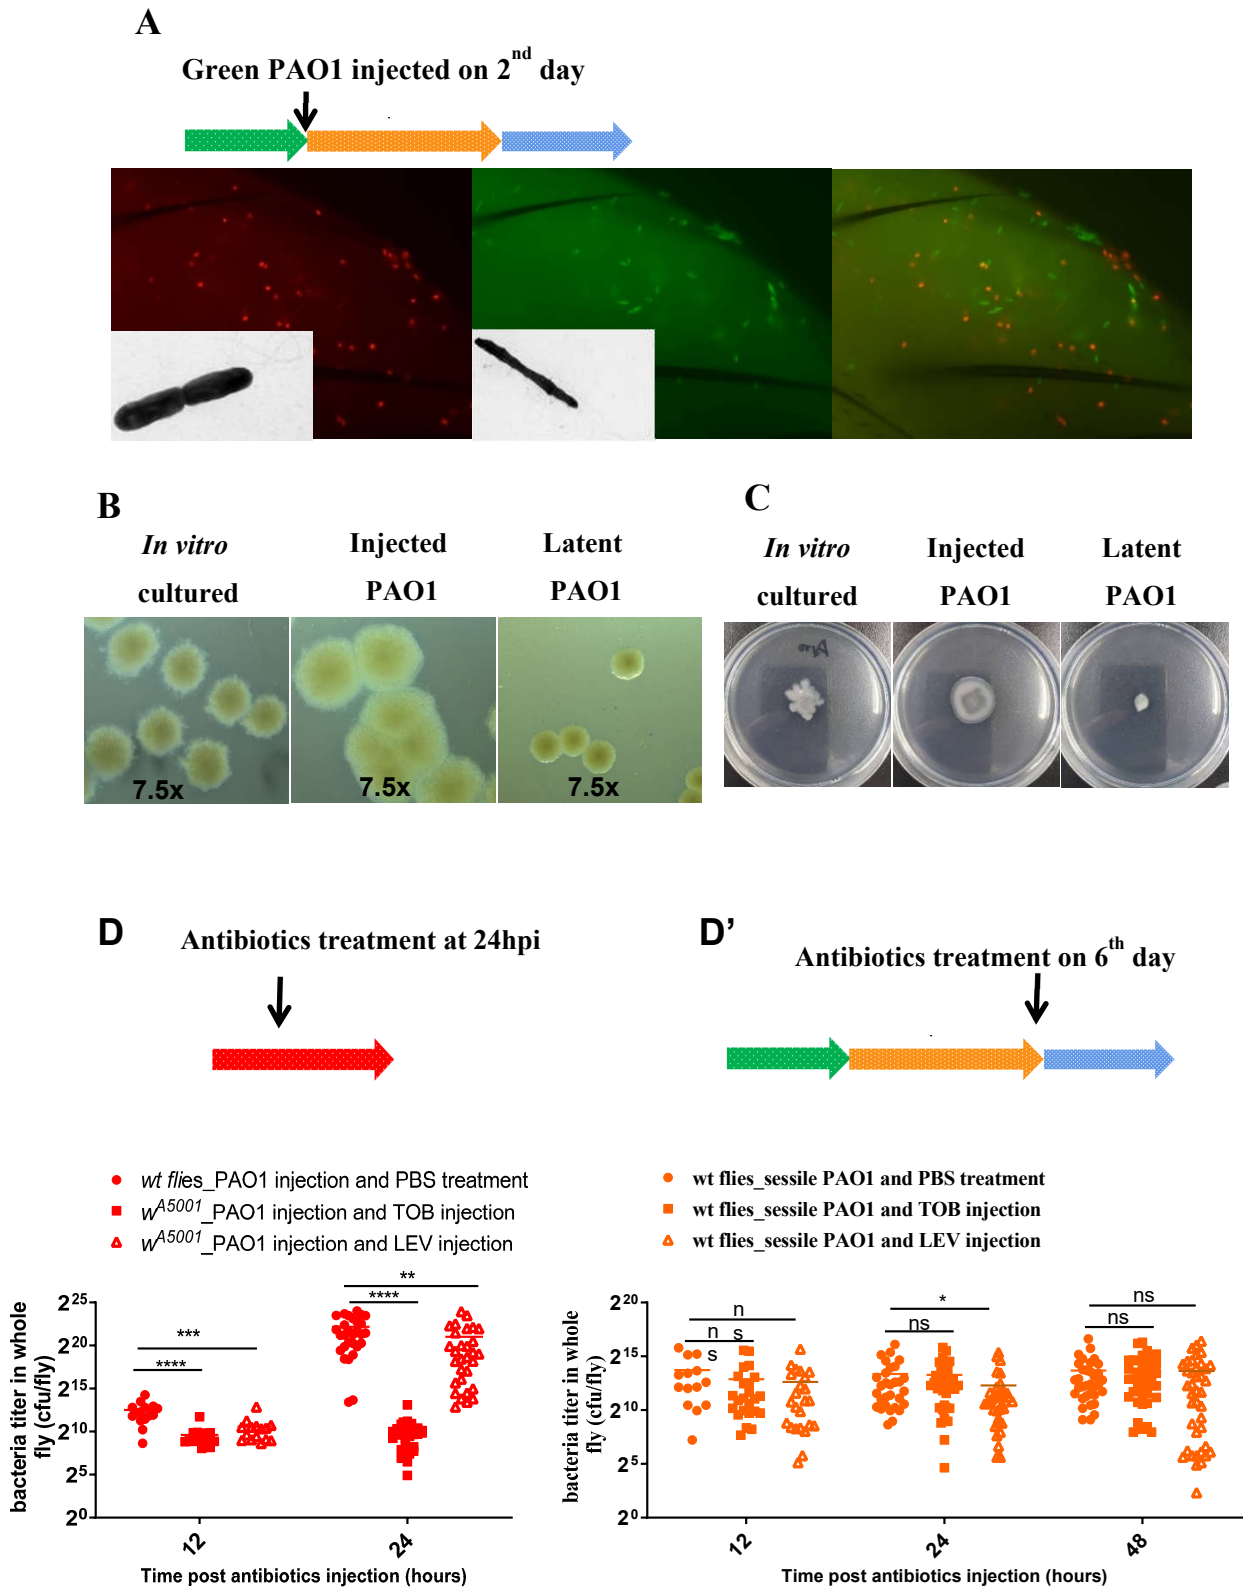 A
Green PAO1 injected on 2nd day
B
In vitro cultured
Injected PAO1
Latent PAO1
7.5x
7.5x
7.5x
C
In vitro cultured
Injected PAO1
Latent PAO1
D
Antibiotics treatment at 24hpi
wt flies_PAO1 injection and PBS treatment
wA5001_PAO1 injection and TOB injection
wA5001_PAO1 injection and LEV injection
bacteria titer in whole
fly (cfu/fly)
2^25
2^20
2^15
2^10
2^5
2^0
***
****
**
****
12
24
Time post antibiotics injection (hours)
D’
Antibiotics treatment on 6th day
wt flies_sessile PAO1 and PBS treatment
wt flies_sessile PAO1 and TOB injection
wt flies_sessile PAO1 and LEV injection
bacteria titer in whole
fly (cfu/fly)
2^20
2^15
2^10
2^5
2^0
n
n s
s
*
ns
ns
ns
12
24
48
Time post antibiotics injection (hours)